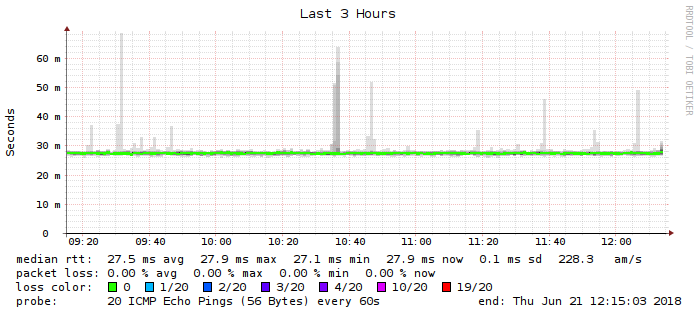 Last 3 Hours
RRDTOOL / TOBI OETIKER
Seconds
60 m
50 m
40 m
30 m
20 m
10 m
0
09:20 09:40 10:00 10:20 10:40 11:00 11:20 11:40 12:00
median rtt: 27.5 ms avg 27.9 ms max 27.1 ms min 27.9 ms now 0.1 ms sd 228.3 am/s
packet loss: 0.00 % avg 0.00 % max 0.00 % min 0.00 % now
loss color: 0 1/20 2/20 3/20 4/20 10/20 19/20
probe: 20 ICMP Echo Pings (56 Bytes) every 60s end: Thu Jun 21 12:15:03 2018